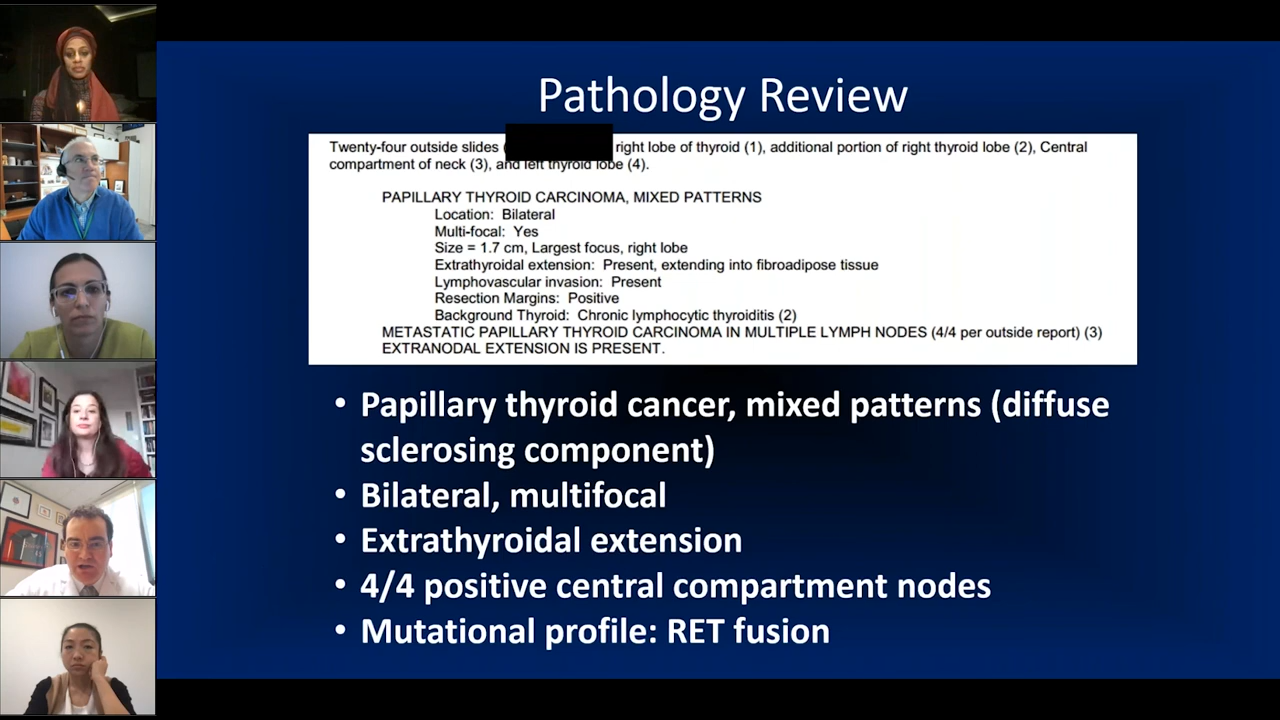 Pathology Review
Twenty-four outside slides ( right lobe of thyroid (1), additional portion of right thyroid lobe (2), Central
compartment of neck (3), and left thyroid lobe (4).
PAPILLARY THYROID CARCINOMA, MIXED PATTERNS
Location: Bilateral
Multi-focal: Yes
Size = 1.7 cm, Largest focus, right lobe
Extrathyroidal extension: Present, extending into fibroadipose tissue
Lymphovascular invasion: Present
Resection Margins: Positive
Background Thyroid: Chronic lymphocytic thyroiditis (2)
METASTATIC PAPILLARY THYROID CARCINOMA IN MULTIPLE LYMPH NODES (4/4 per outside report) (3)
EXTRANODAL EXTENSION IS PRESENT.
• Papillary thyroid cancer, mixed patterns (diffuse
sclerosing component)
• Bilateral, multifocal
• Extrathyroidal extension
• 4/4 positive central compartment nodes
• Mutational profile: RET fusion